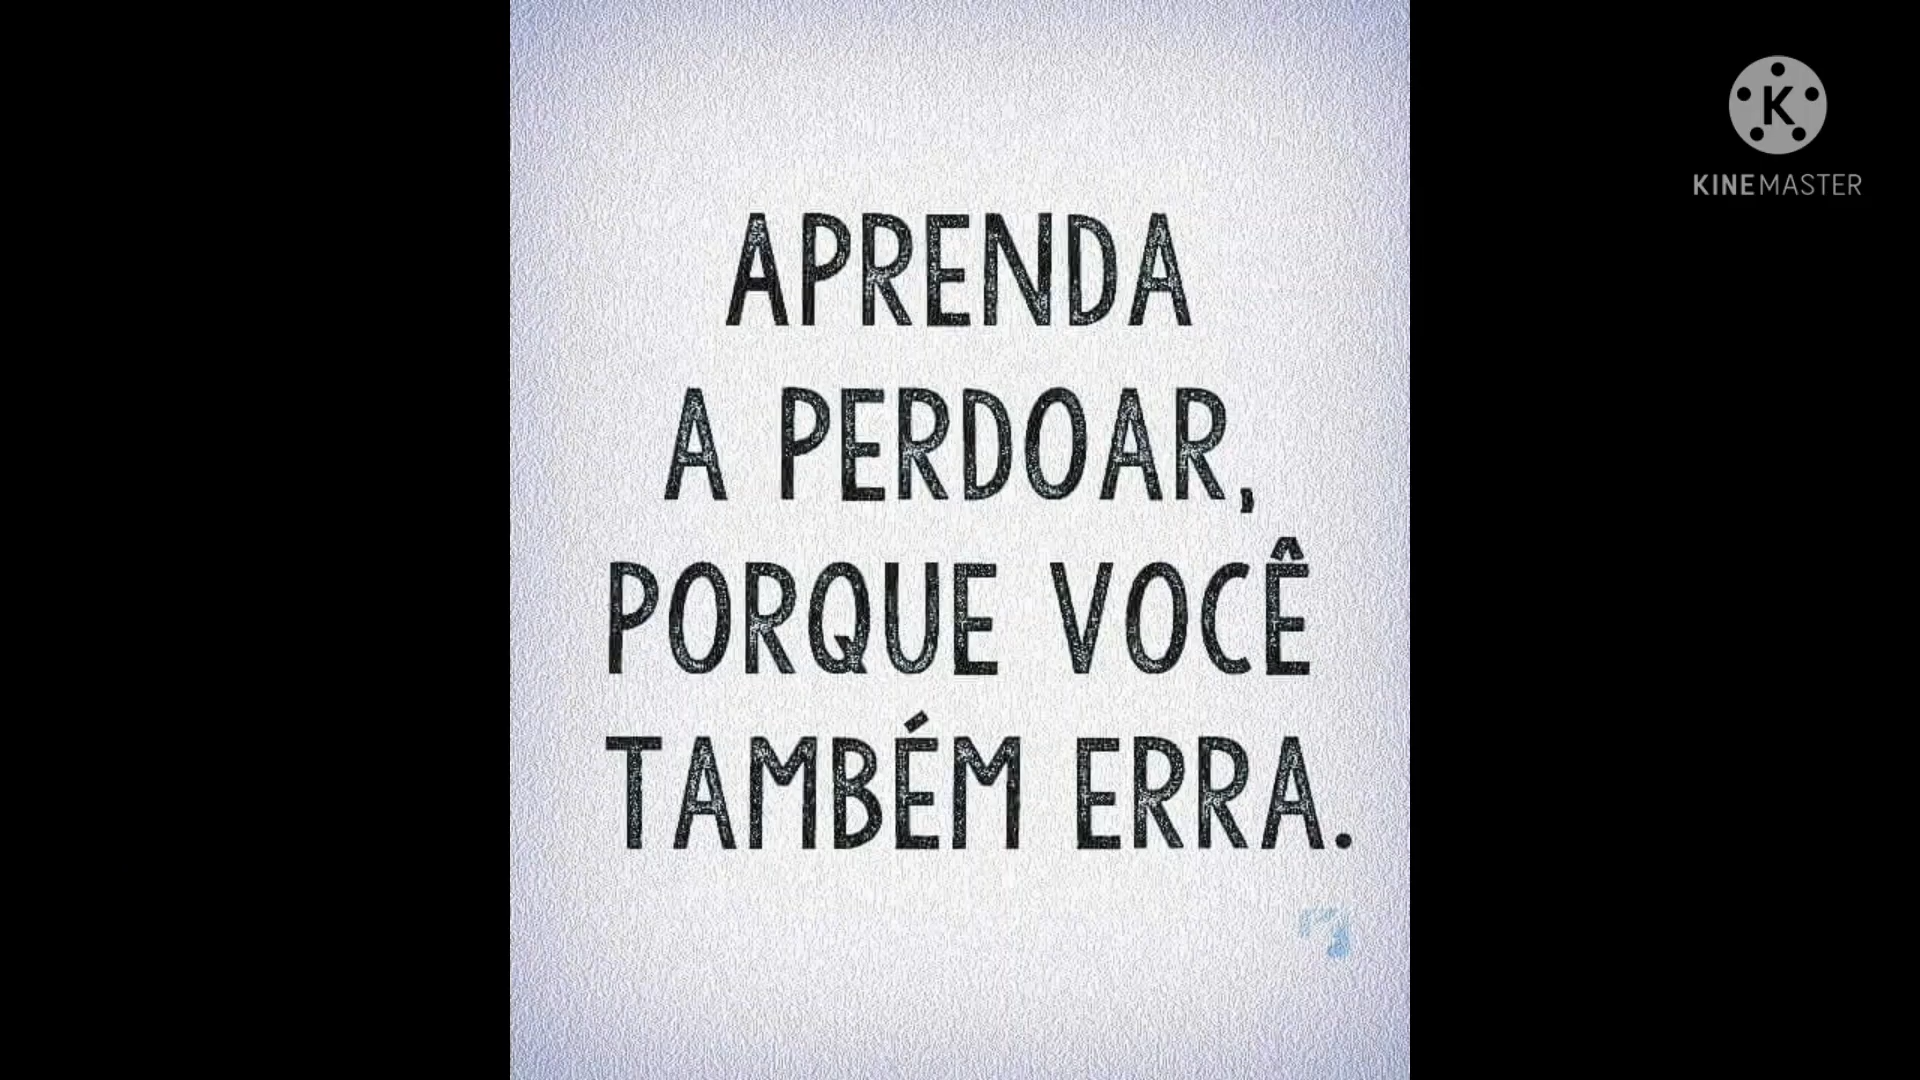 KINEMASTER
APRENDA
A PERDOAR,
PORQUE VOCÊ
TAMBÉM ERRA.